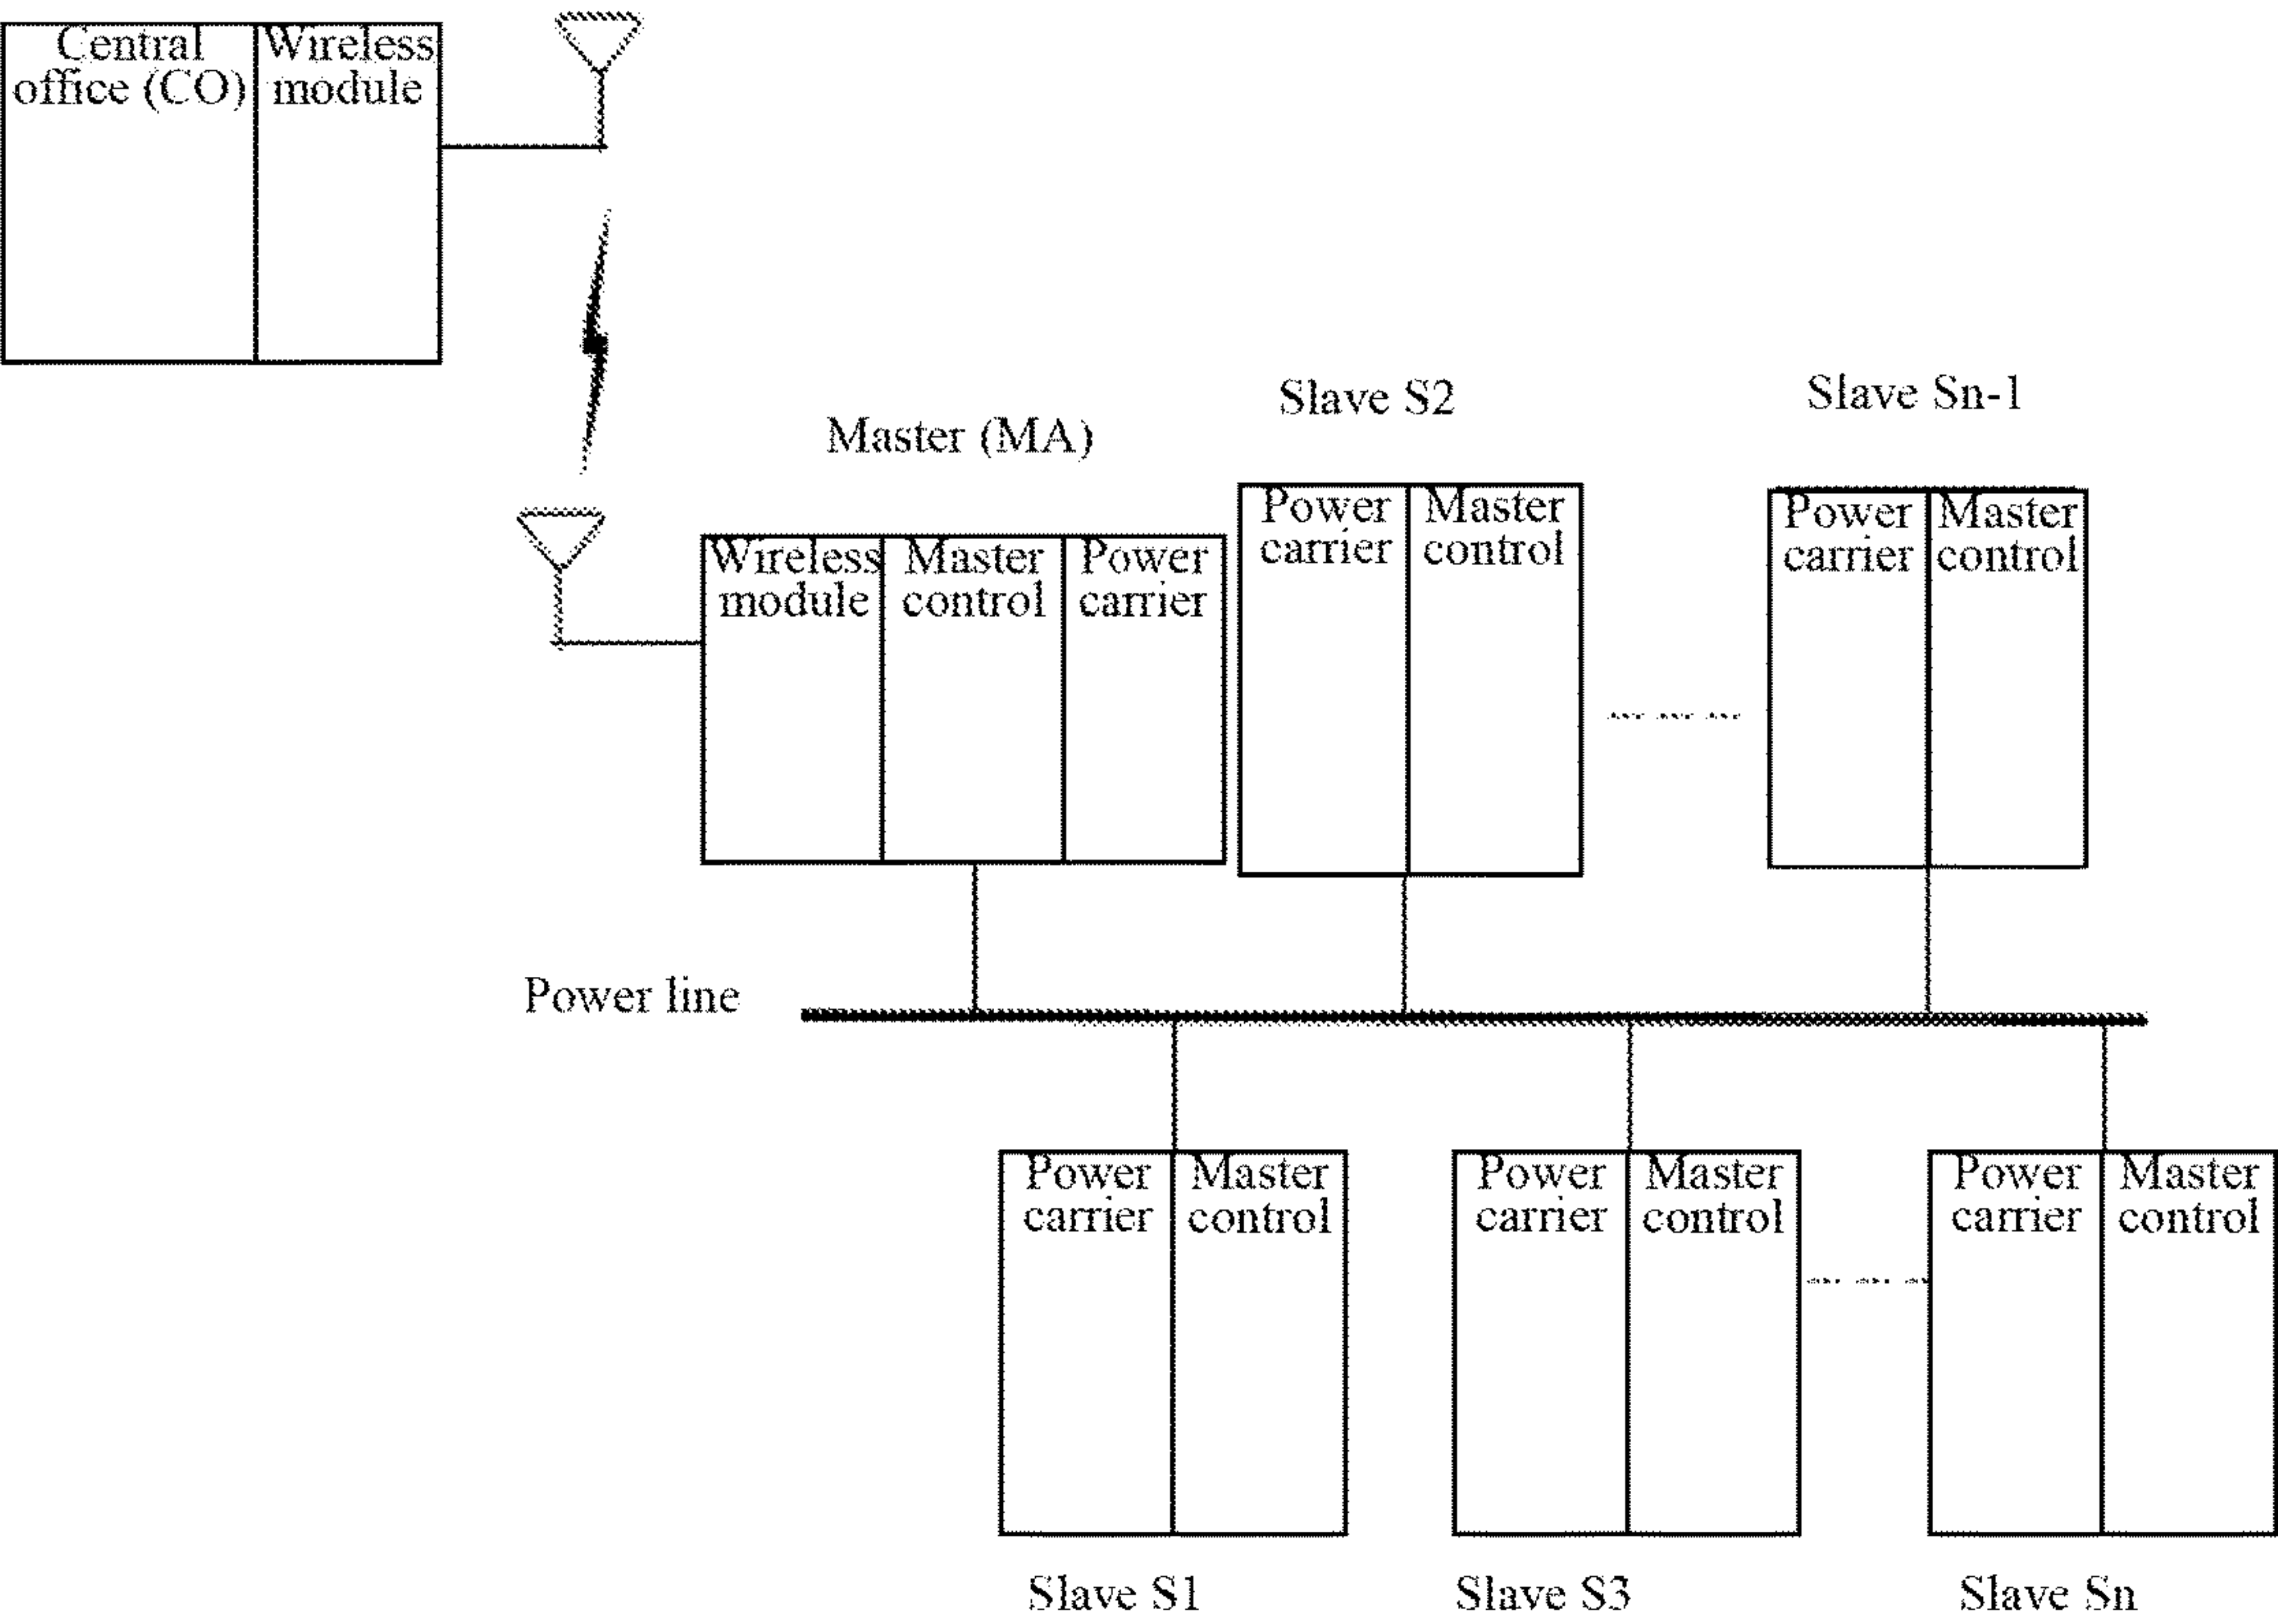 Central
office (CO)
Wireless
module
Slave S2
Slave Sn-1
Master (MA)
Power
carrier
Master
control
Power
carrier
Master
control
Wireless
module
Master
control
Power
carrier
Power line
Power
carrier
Master
control
Power
carrier
Master
control
Power
carrier
Master
control
Slave S1
Slave S3
Slave Sn